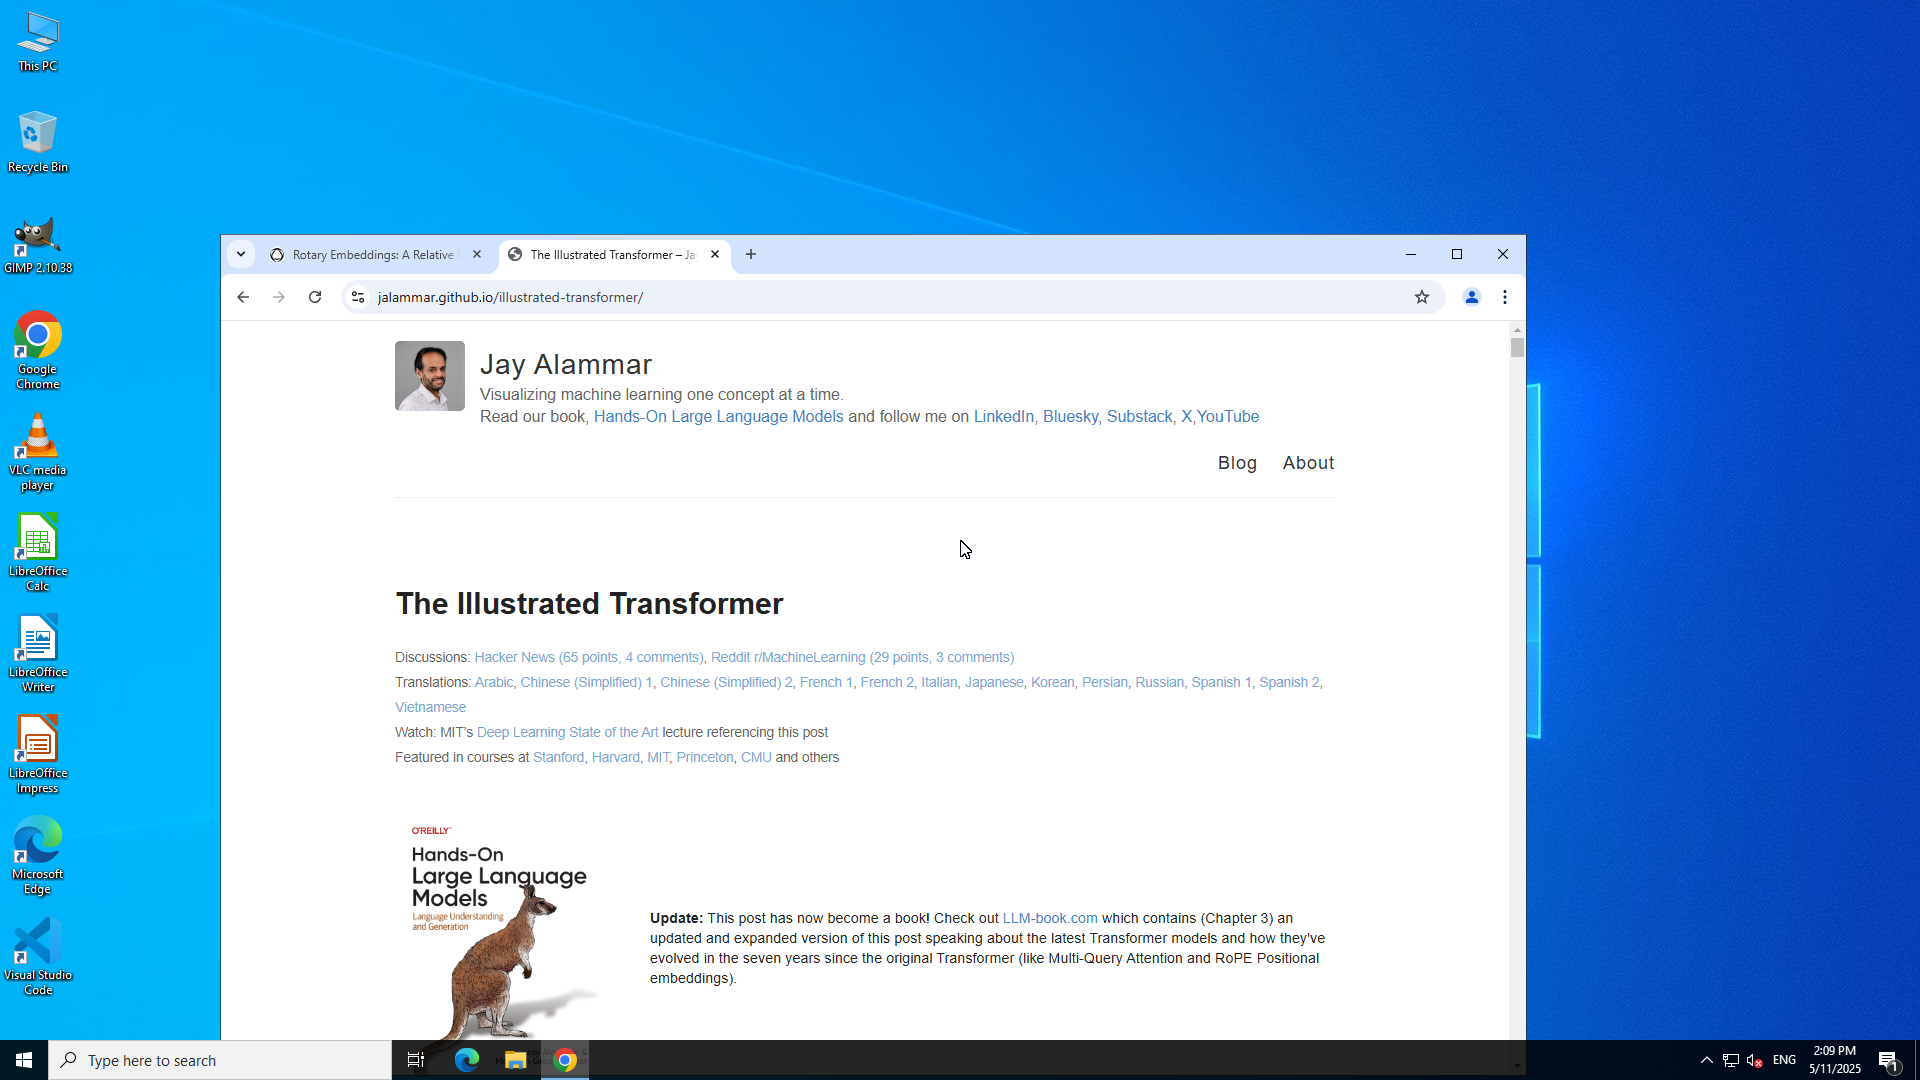 This PC
Recycle Bin
GIMP 2.10.38
Google
Chrome
VLC media
player
LibreOffice
Calc
LibreOffice
Writer
LibreOffice
Impress
Microsoft
Edge
Visual Studio
Code
Rotary Embeddings: A Relative
The Illustrated Transformer – Ja
jalammar.github.io/illustrated-transformer/
Jay Alammar
Visualizing machine learning one concept at a time.
Read our book, Hands-On Large Language Models and follow me on LinkedIn, Bluesky, Substack, X,YouTube
Blog About
The Illustrated Transformer
Discussions: Hacker News (65 points, 4 comments), Reddit r/MachineLearning (29 points, 3 comments)
Translations: Arabic, Chinese (Simplified) 1, Chinese (Simplified) 2, French 1, French 2, Italian, Japanese, Korean, Persian, Russian, Spanish 1, Spanish 2,
Vietnamese
Watch: MIT's Deep Learning State of the Art lecture referencing this post
Featured in courses at Stanford, Harvard, MIT, Princeton, CMU and others
O'REILLY
Hands-On
Large Language
Models
Language Understanding
and Generation
Update: This post has now become a book! Check out LLM-book.com which contains (Chapter 3) an
updated and expanded version of this post speaking about the latest Transformer models and how they've
evolved in the seven years since the original Transformer (like Multi-Query Attention and RoPE Positional
embeddings).
Type here to search
ENG
2:09 PM
5/11/2025
1